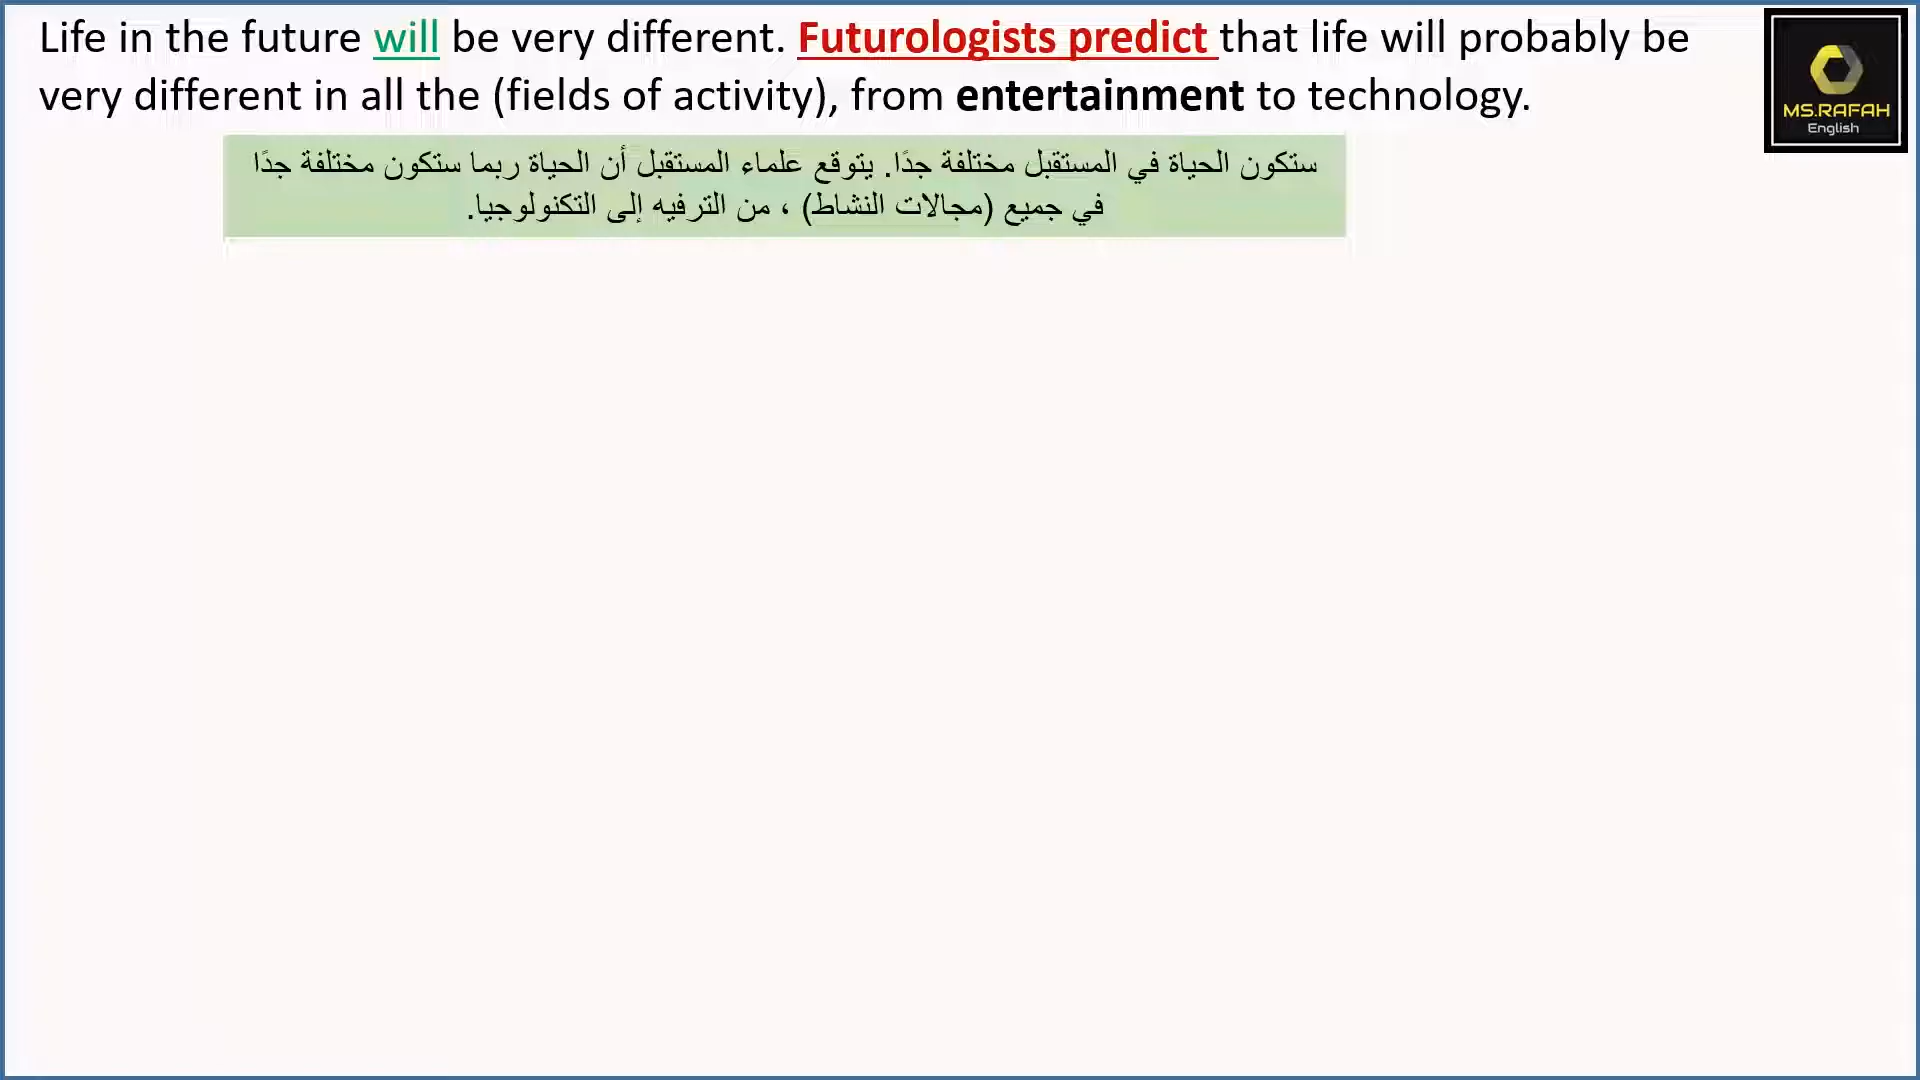 Life in the future will be very different. Futurologists predict that life will probably be
very different in all the (fields of activity), from entertainment to technology.
MS.RAFAH
English
ستكون الحياة في المستقبل مختلفة جدًا. يتوقع علماء المستقبل أن الحياة ربما ستكون مختلفة جدًا
في جميع (مجالات النشاط) ، من الترفيه إلى التكنولوجيا.